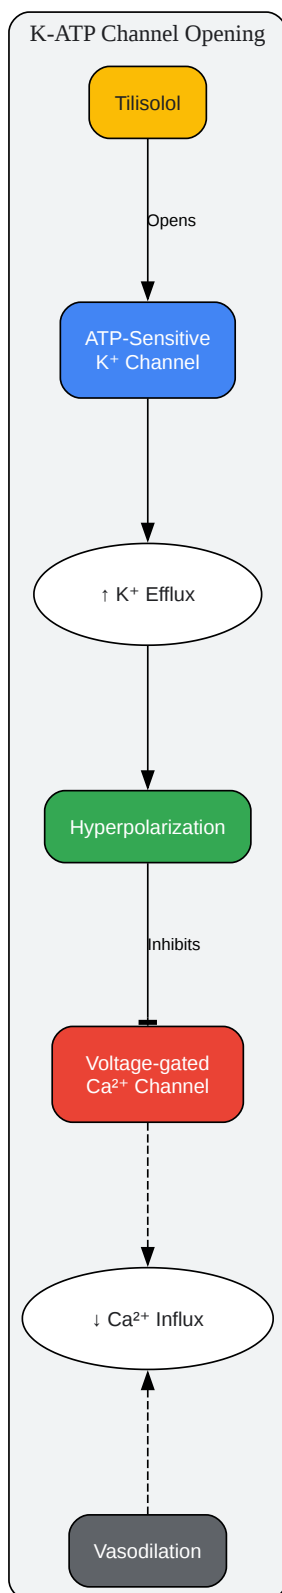 K-ATP Channel Opening
Tilisolol
Opens
ATP-Sensitive
K⁺ Channel
↑ K⁺ Efflux
Hyperpolarization
Inhibits
Voltage-gated
Ca²⁺ Channel
↓ Ca²⁺ Influx
Vasodilation